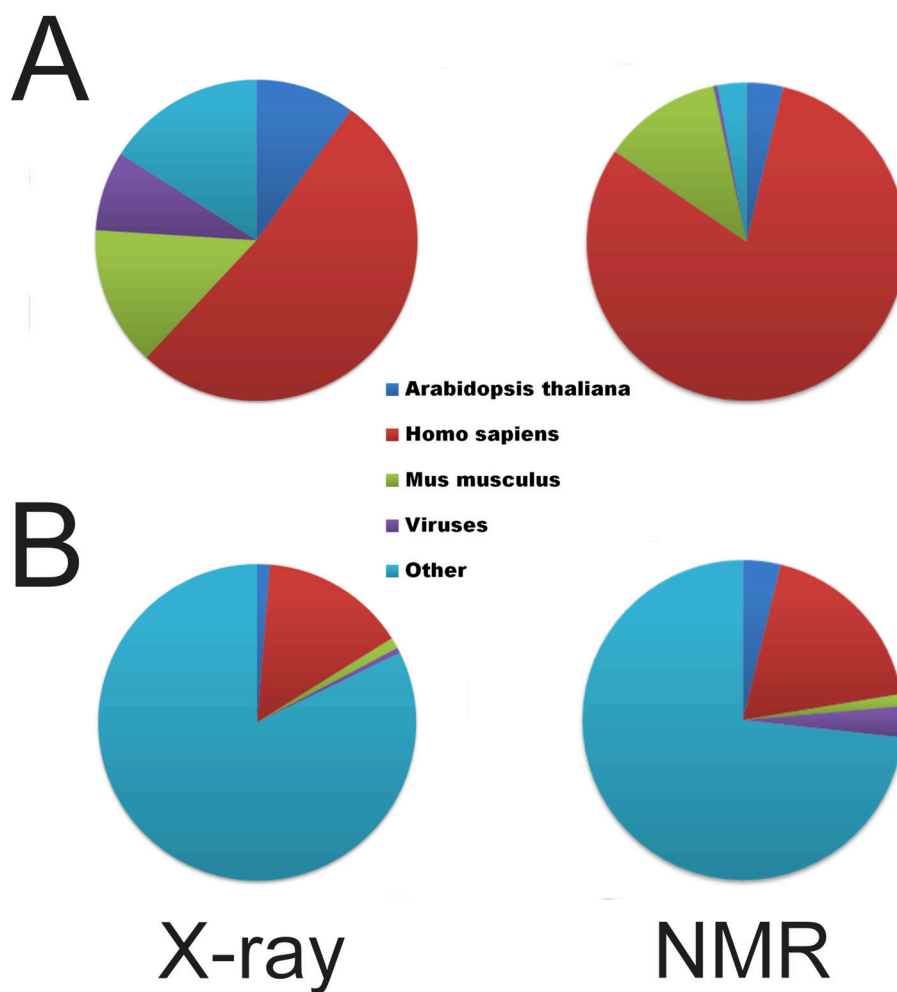 A
Arabidopsis thaliana
Homo sapiens
Mus musculus
Viruses
Other
B
X-ray
NMR